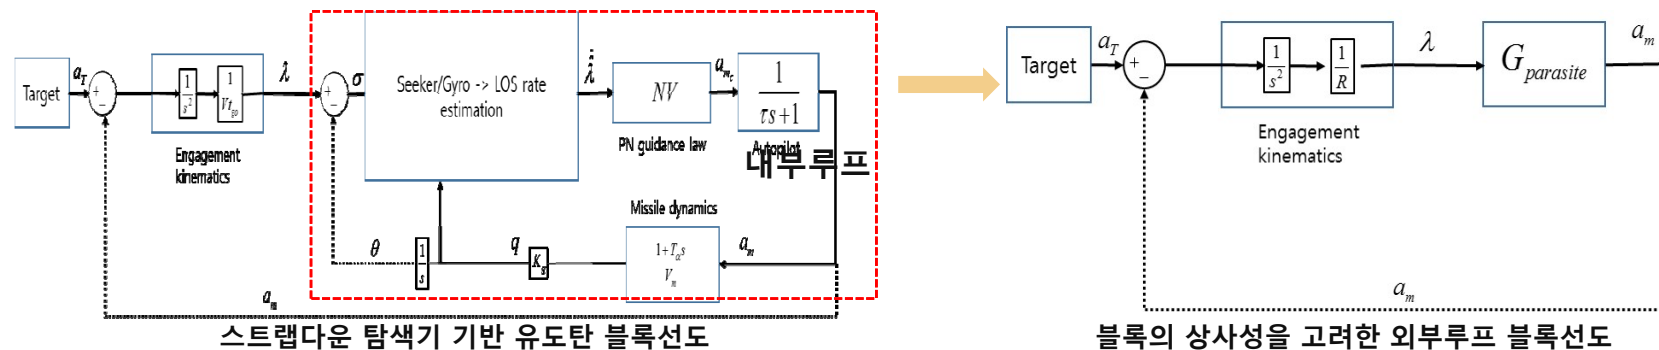 Target
a_T
+
−
1
s²
1
Vt_go
λ
Engagement
kinematics
+
−
σ
Seeker/Gyro -> LOS rate
estimation
NV
PN guidance law
a_mc
1
τs+1
Autopilot
내부루프
Missile dynamics
1+T_α s
V_m
a_m
q
1
s
θ
a_m
스트랩다운 탐색기 기반 유도탄 블록선도
Target
a_T
+
−
1
s²
1
R
Engagement
kinematics
λ
G_parasite
a_m
a_m
블록의 상사성을 고려한 외부루프 블록선도